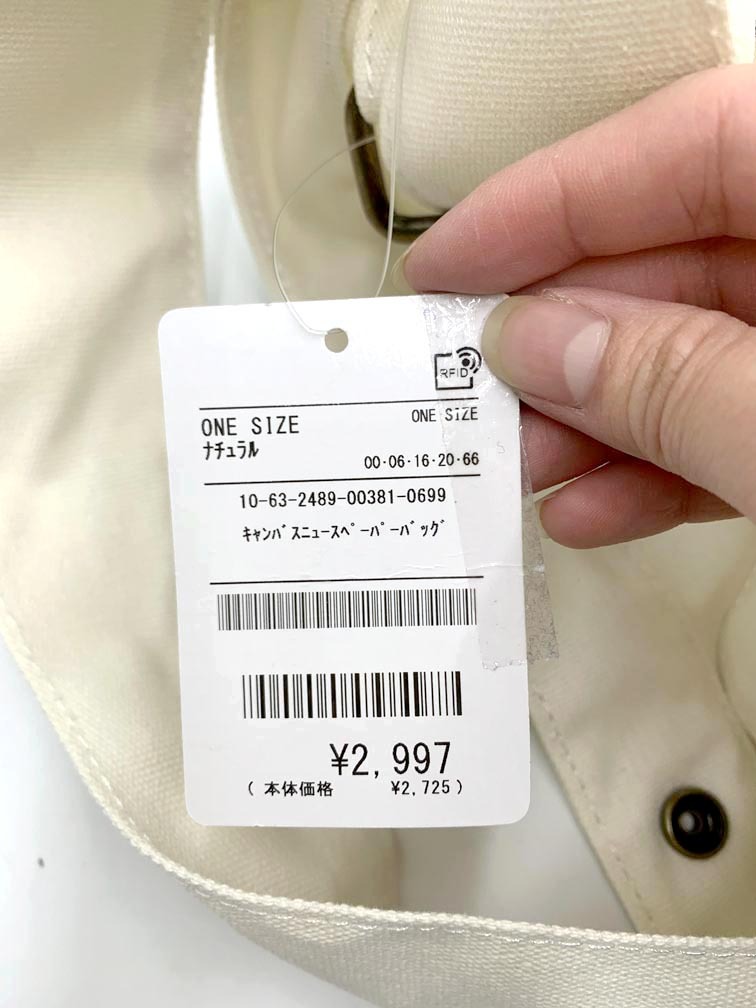 RFID
ONE SIZE ONE SIZE
ﾅﾁｭﾗﾙ
00·06·16·20·66
10-63-2489-00381-0699
ｷｬﾝﾊﾞｽﾆｭｰｽﾍﾟｰﾊﾟｰﾊﾞｯｸﾞ
¥2,997
( 本体価格 ¥2,725 )